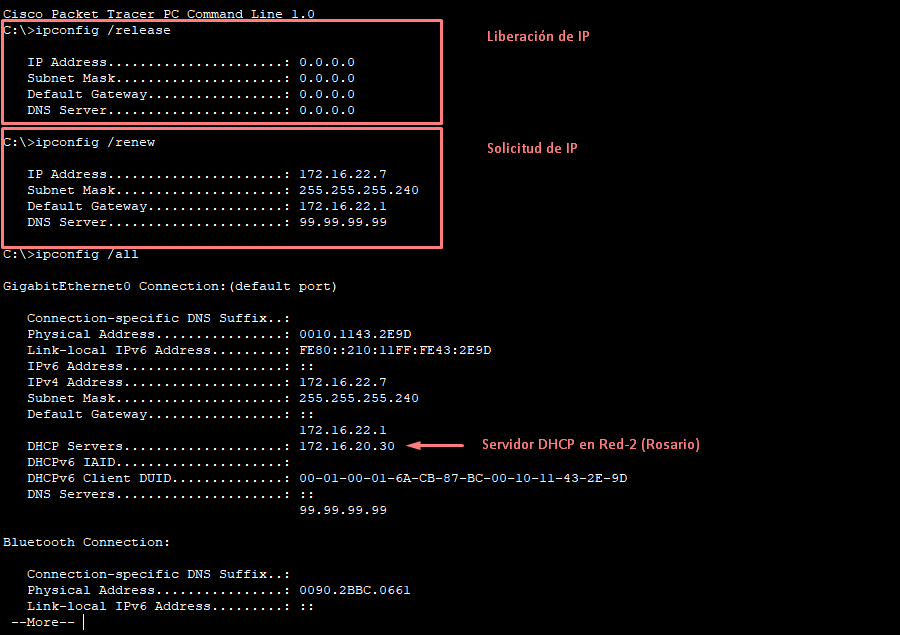 Cisco Packet Tracer PC Command Line 1.0
C:\>ipconfig /release
Liberación de IP
IP Address......................: 0.0.0.0
Subnet Mask.....................: 0.0.0.0
Default Gateway.................: 0.0.0.0
DNS Server......................: 0.0.0.0
C:\>ipconfig /renew
Solicitud de IP
IP Address......................: 172.16.22.7
Subnet Mask.....................: 255.255.255.240
Default Gateway.................: 172.16.22.1
DNS Server......................: 99.99.99.99
C:\>ipconfig /all
GigabitEthernet0 Connection:(default port)
Connection-specific DNS Suffix..:
Physical Address................: 0010.1143.2E9D
Link-local IPv6 Address.........: FE80::210:11FF:FE43:2E9D
IPv6 Address....................: ::
IPv4 Address....................: 172.16.22.7
Subnet Mask.....................: 255.255.255.240
Default Gateway.................: ::
172.16.22.1
DHCP Servers....................: 172.16.20.30
Servidor DHCP en Red-2 (Rosario)
DHCPv6 IAID.....................:
DHCPv6 Client DUID..............: 00-01-00-01-6A-CB-87-BC-00-10-11-43-2E-9D
DNS Servers.....................: ::
99.99.99.99
Bluetooth Connection:
Connection-specific DNS Suffix..:
Physical Address................: 0090.2BBC.0661
Link-local IPv6 Address.........: ::
--More--